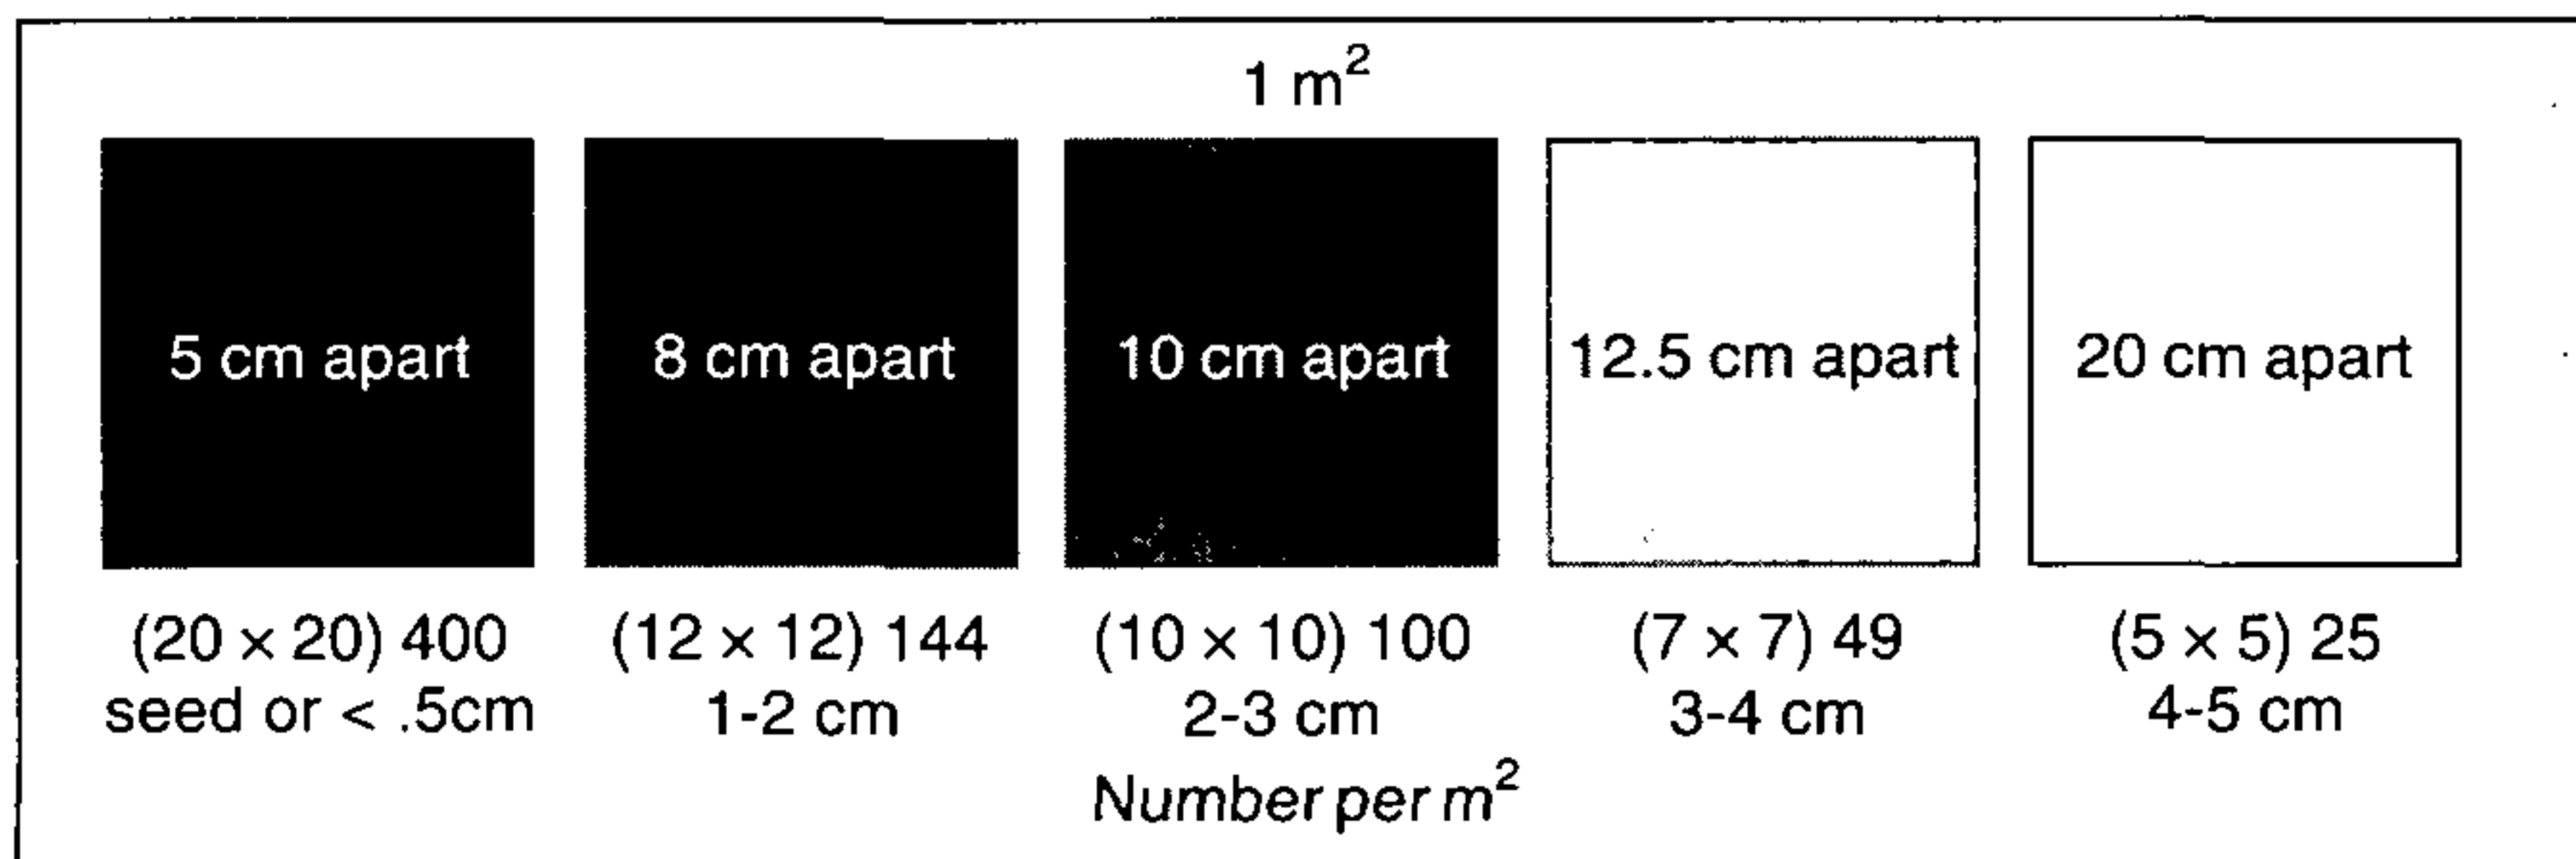 1 m²
5 cm apart 8 cm apart 10 cm apart 12.5 cm apart 20 cm apart
(20 × 20) 400 (12 × 12) 144 (10 × 10) 100 (7 × 7) 49 (5 × 5) 25
seed or < .5cm 1-2 cm 2-3 cm 3-4 cm 4-5 cm
Number per m²